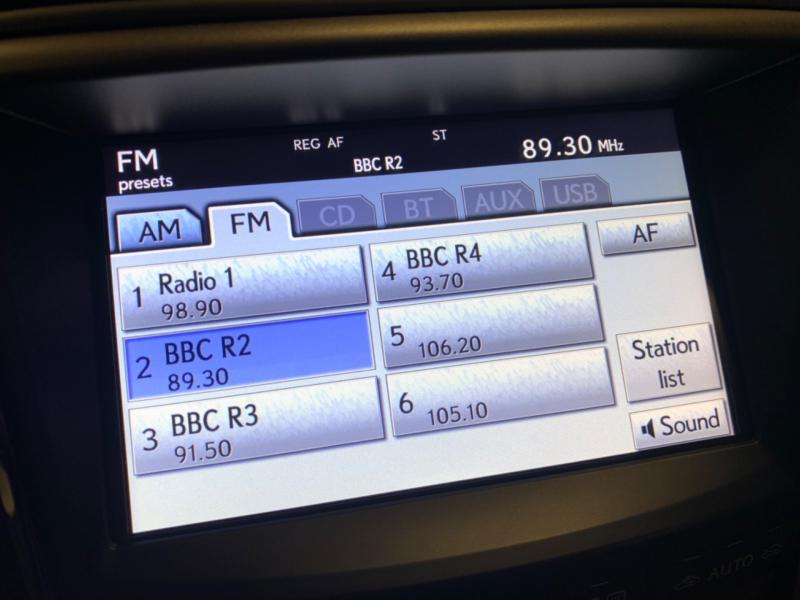 FM
presets
REG AF
ST
BBC R2
89.30 MHz
AM
FM
CD
BT
AUX
USB
AF
1 Radio 1
98.90
2 BBC R2
89.30
3 BBC R3
91.50
4 BBC R4
93.70
5
106.20
6
105.10
Station
list
Sound
AUTO